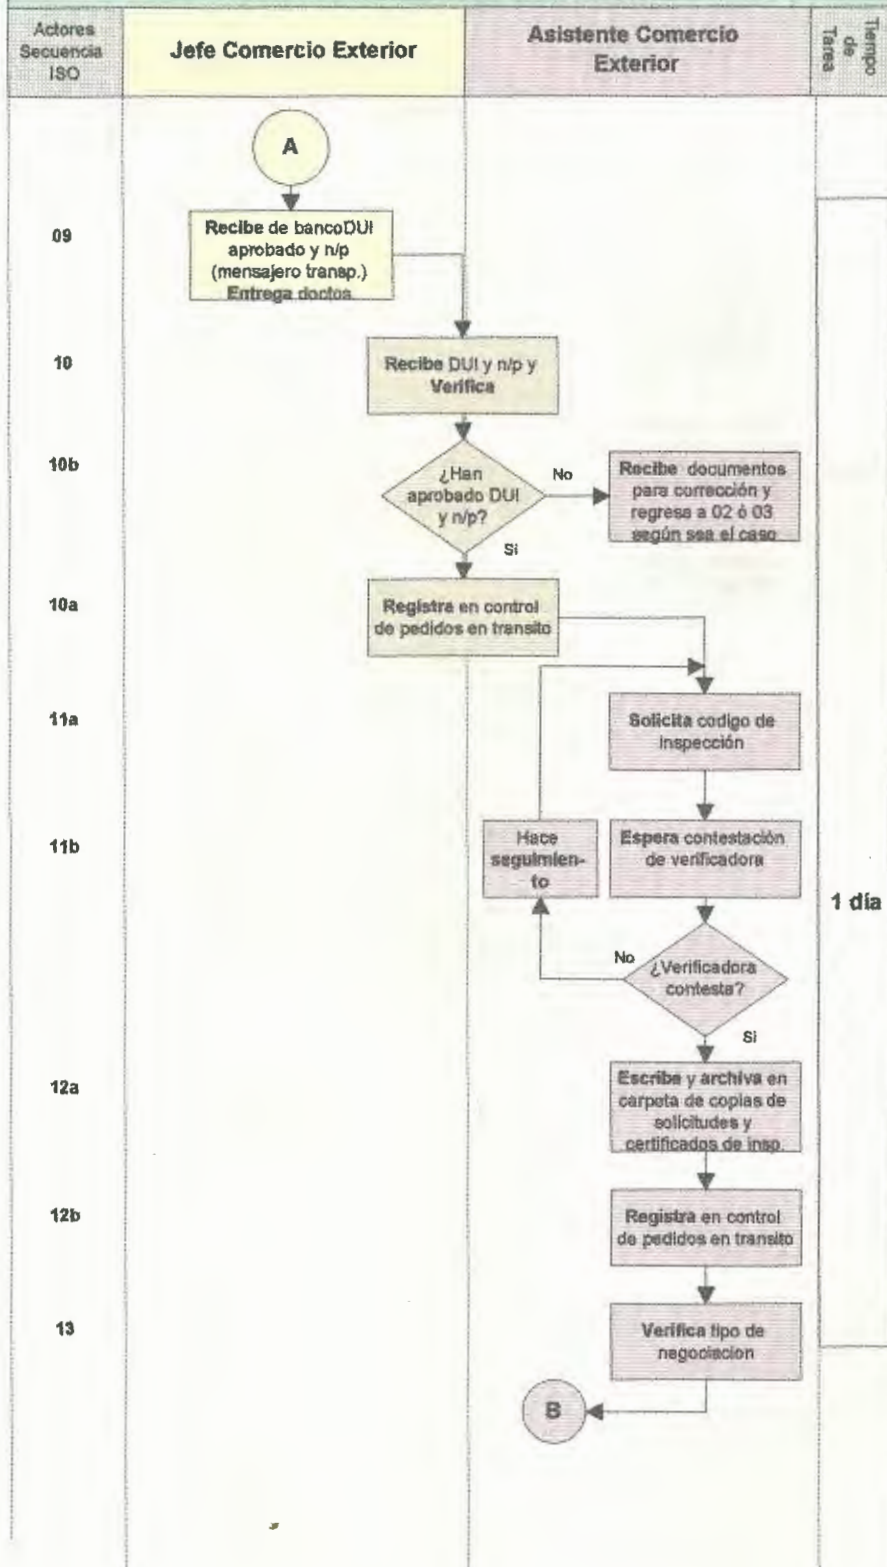 Actores
Secuencia
ISO
Jefe Comercio Exterior
Asistente Comercio
Exterior
Tiempo
de
Tarea
A
09
Recibe de bancoDUI
aprobado y n/p
(mensajero transp.)
Entrega doctos.
10
Recibe DUI y n/p y
Verifica
10b
¿Han
aprobado DUI
y n/p?
No
Recibe documentos
para corrección y
regresa a 02 ó 03
según sea el caso
Si
10a
Registra en control
de pedidos en transito
11a
Solicita codigo de
Inspección
11b
Hace
seguimien-
to
Espera contestación
de verificadora
1 día
No
¿Verificadora
contesta?
Si
12a
Escribe y archiva en
carpeta de copias de
solicitudes y
certificados de insp.
12b
Registra en control
de pedidos en transito
13
Verifica tipo de
negociacion
B